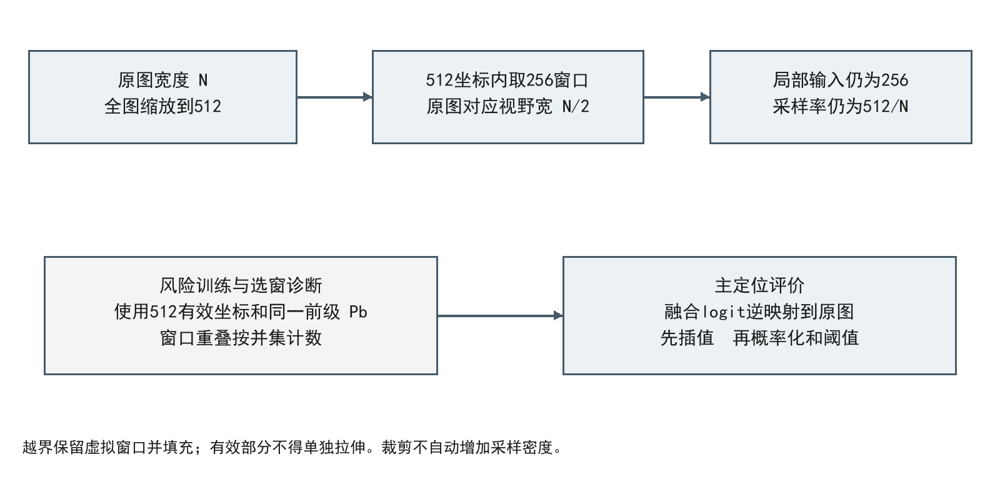 原图宽度 N
全图缩放到512
512坐标内取256窗口
原图对应视野宽 N/2
局部输入仍为256
采样率仍为512/N
风险训练与选窗诊断
使用512有效坐标和同一前级 Pb
窗口重叠按并集计数
主定位评价
融合logit逆映射到原图
先插值　再概率化和阈值
越界保留虚拟窗口并填充；有效部分不得单独拉伸。裁剪不自动增加采样密度。